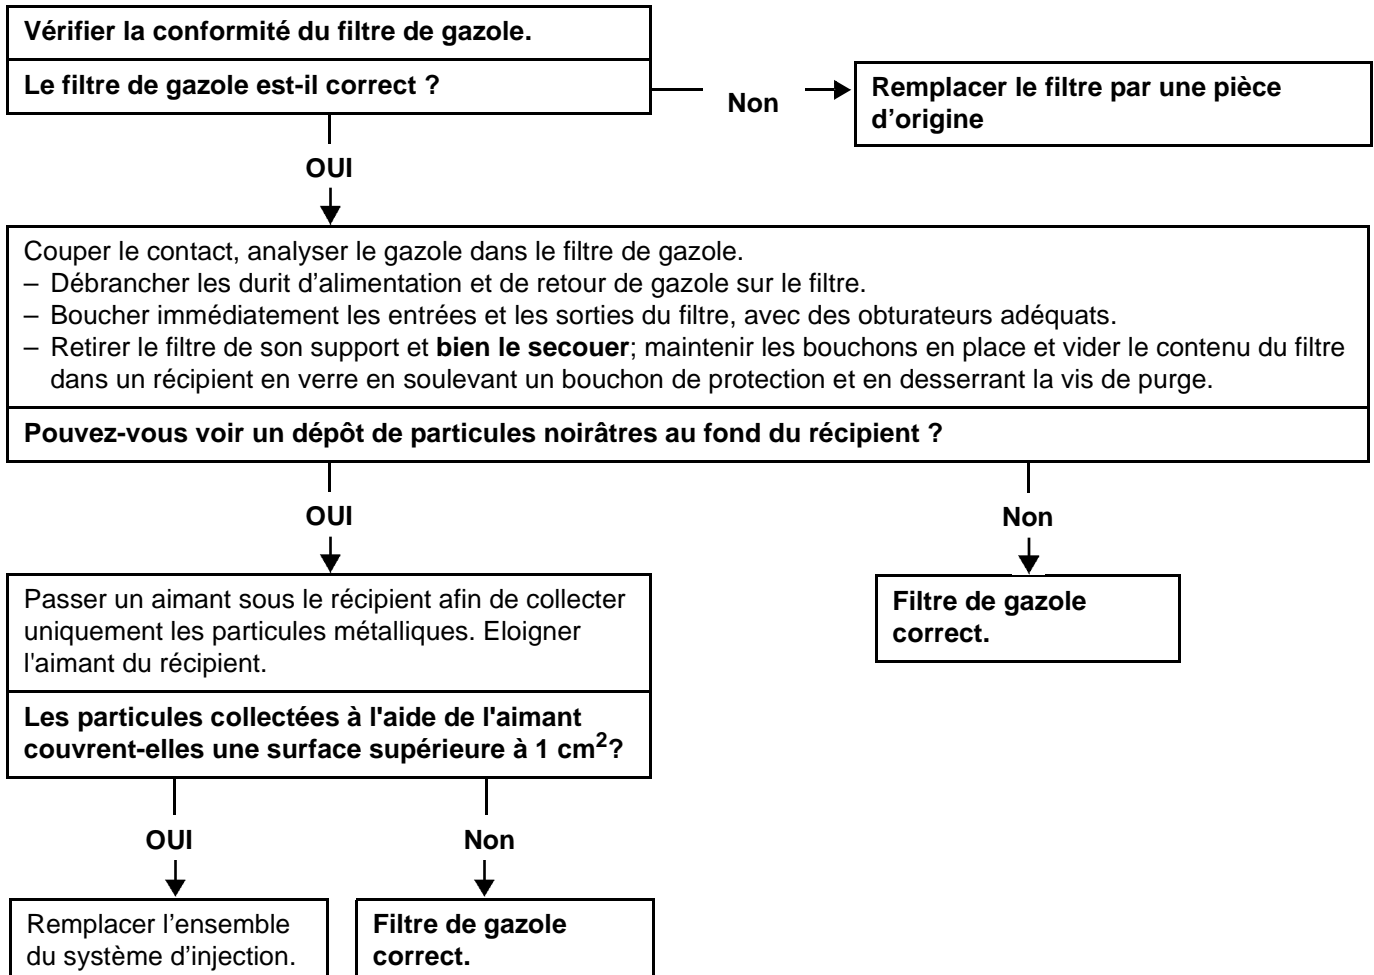 Vérifier la conformité du filtre de gazole.
Le filtre de gazole est-il correct ?
Non
Remplacer le filtre par une pièce
d’origine
OUI
Couper le contact, analyser le gazole dans le filtre de gazole.
– Débrancher les durit d’alimentation et de retour de gazole sur le filtre.
– Boucher immédiatement les entrées et les sorties du filtre, avec des obturateurs adéquats.
– Retirer le filtre de son support et bien le secouer; maintenir les bouchons en place et vider le contenu du filtre
dans un récipient en verre en soulevant un bouchon de protection et en desserrant la vis de purge.
Pouvez-vous voir un dépôt de particules noirâtres au fond du récipient ?
OUI
Non
Passer un aimant sous le récipient afin de collecter
uniquement les particules métalliques. Eloigner
l'aimant du récipient.
Filtre de gazole
correct.
Les particules collectées à l'aide de l'aimant
couvrent-elles une surface supérieure à 1 cm²?
OUI
Non
Remplacer l’ensemble
du système d’injection.
Filtre de gazole
correct.